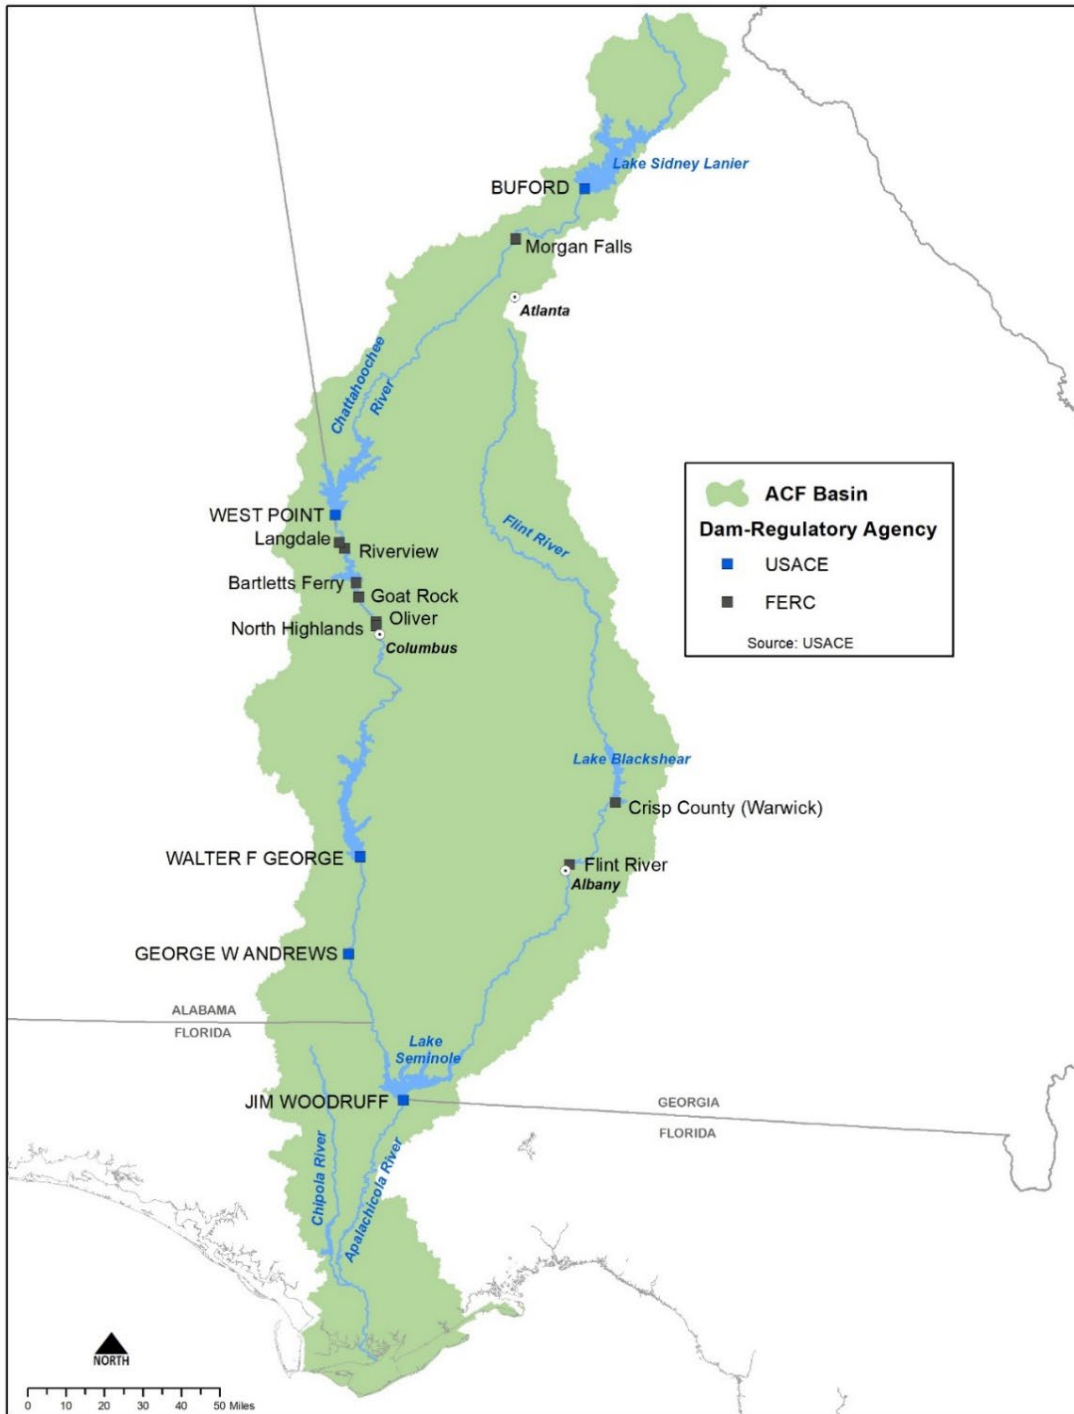 Lake Sidney Lanier
BUFORD
Morgan Falls
Atlanta
Chattahoochee
River
WEST POINT
Langdale
Riverview
Bartletts Ferry
Goat Rock
Oliver
North Highlands
Columbus
Flint River
ACF Basin
Dam-Regulatory Agency
USACE
FERC
Source: USACE
Lake Blackshear
Crisp County (Warwick)
WALTER F GEORGE
Flint River
Albany
GEORGE W ANDREWS
ALABAMA
FLORIDA
Lake
Seminole
JIM WOODRUFF
GEORGIA
FLORIDA
Chipola River
Apalachicola River
NORTH
0 10 20 30 40 50 Miles